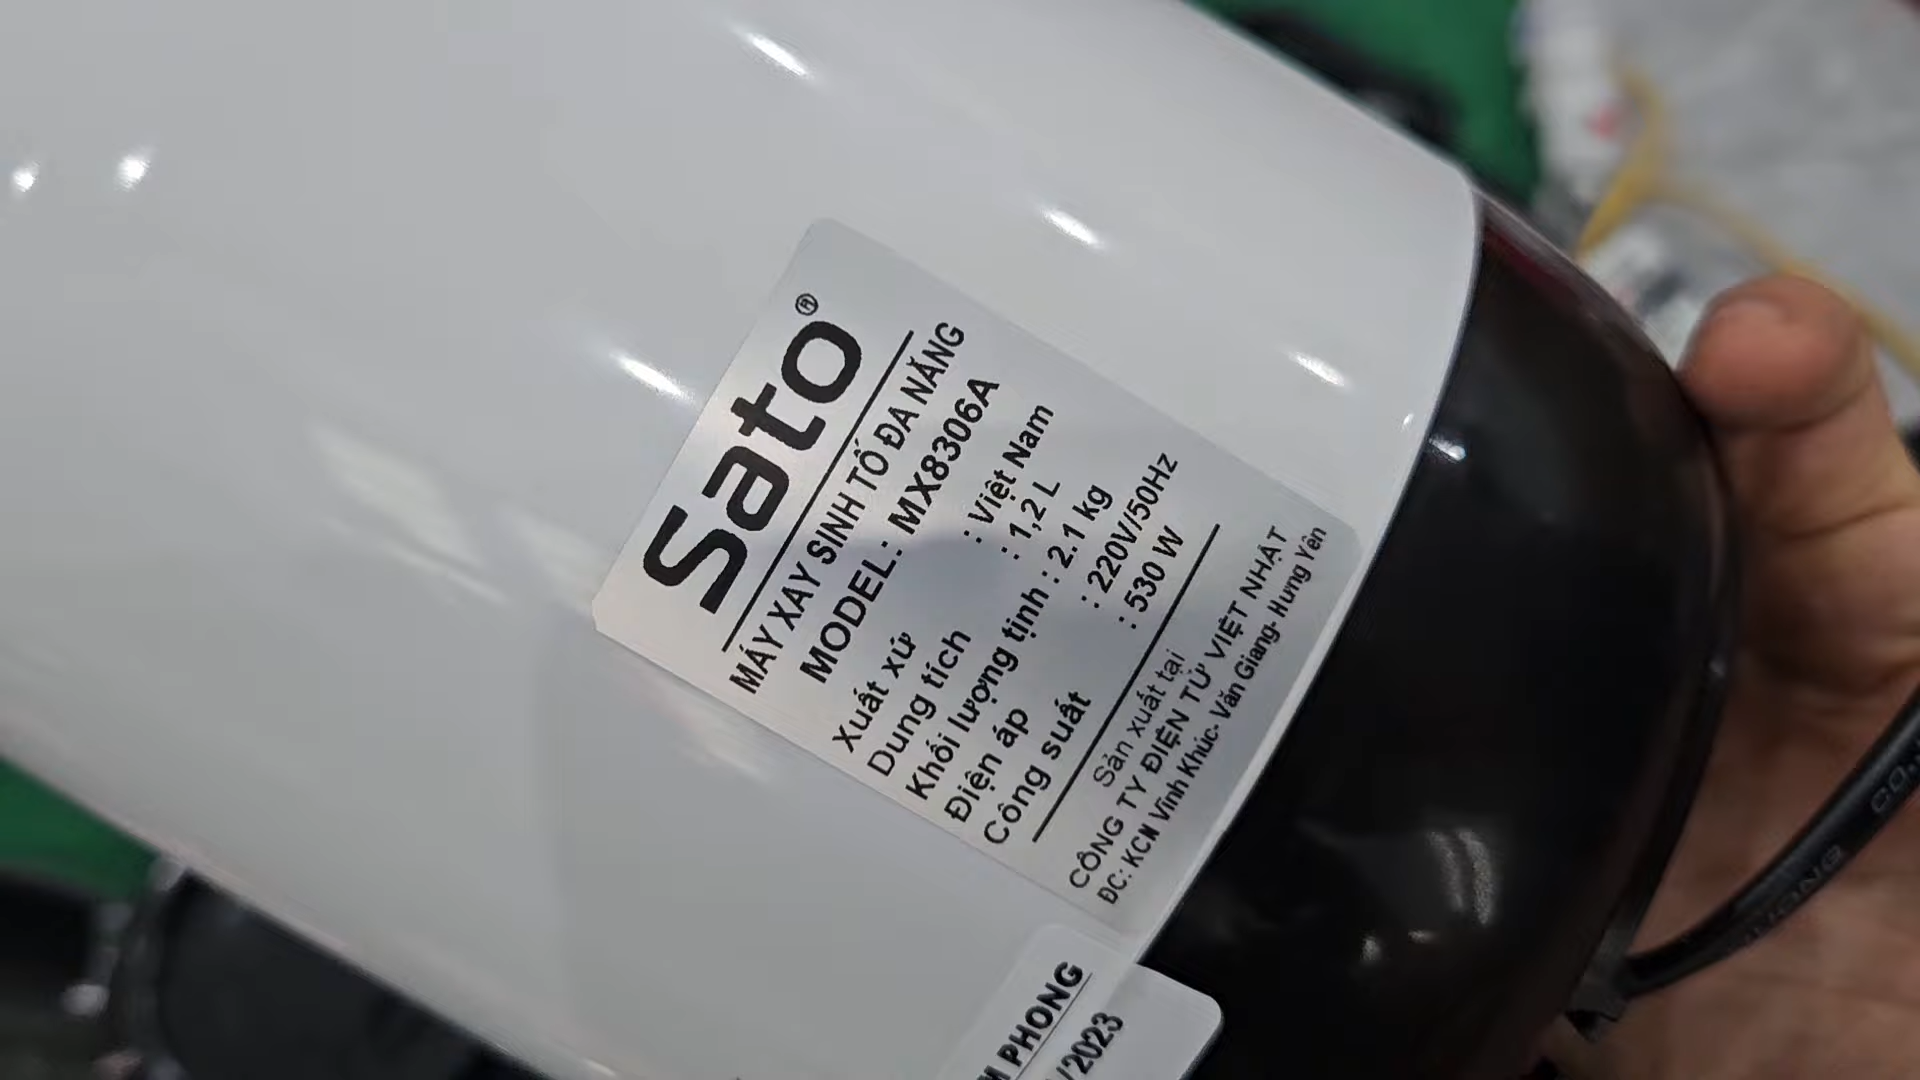 Sato®
MÁY XAY SINH TỐ ĐA NĂNG
MODEL: MX8306A
Xuất xứ : Việt Nam
Dung tích : 1,2 L
Khối lượng tịnh : 2.1 kg
Điện áp : 220V/50Hz
Công suất : 530 W
Sản xuất tại
CÔNG TY ĐIỆN TỬ VIỆT NHẬT
ĐC: KCN Vĩnh Khúc- Văn Giang- Hưng Yên
PHONG
/2023
CO.